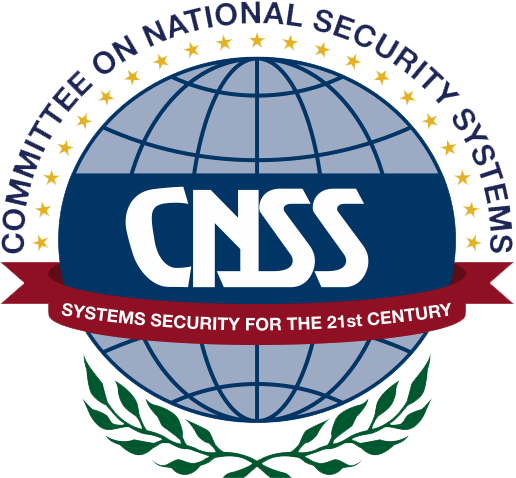 COMMITTEE ON NATIONAL SECURITY SYSTEMS
CNSS
SYSTEMS SECURITY FOR THE 21st CENTURY